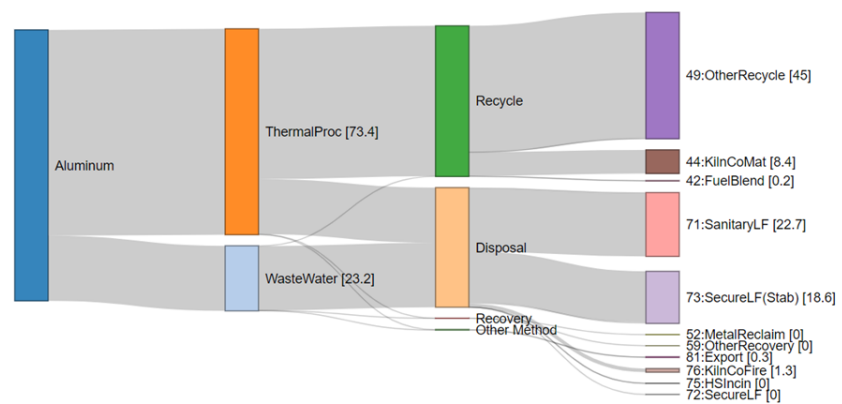 Aluminum
ThermalProc [73.4]
WasteWater [23.2]
Recycle
Disposal
Recovery
Other Method
49:OtherRecycle [45]
44:KilnCoMat [8.4]
42:FuelBlend [0.2]
71:SanitaryLF [22.7]
73:SecureLF(Stab) [18.6]
52:MetalReclaim [0]
59:OtherRecovery [0]
81:Export [0.3]
76:KilnCoFire [1.3]
75:HSIncin [0]
72:SecureLF [0]